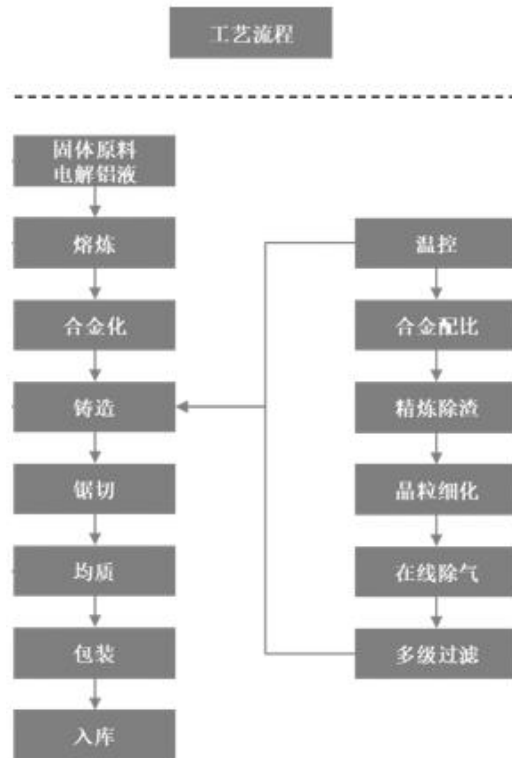 工艺流程
固体原料
电解铝液
熔炼
合金化
铸造
锯切
均质
包装
入库
温控
合金配比
精炼除渣
晶粒细化
在线除气
多级过滤